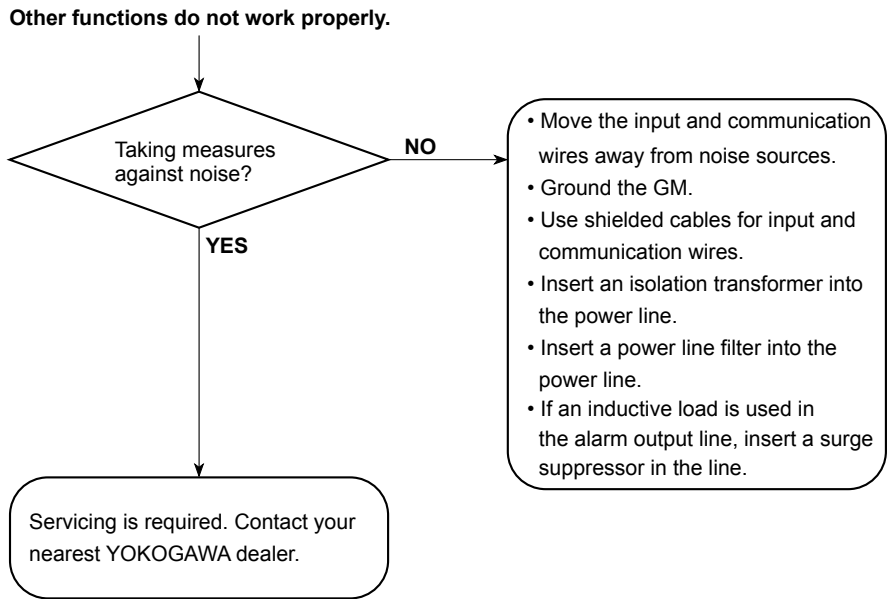 Other functions do not work properly.
Taking measures
against noise?
NO
YES
• Move the input and communication
wires away from noise sources.
• Ground the GM.
• Use shielded cables for input and
communication wires.
• Insert an isolation transformer into
the power line.
• Insert a power line filter into the
power line.
• If an inductive load is used in
the alarm output line, insert a surge
suppressor in the line.
Servicing is required. Contact your
nearest YOKOGAWA dealer.